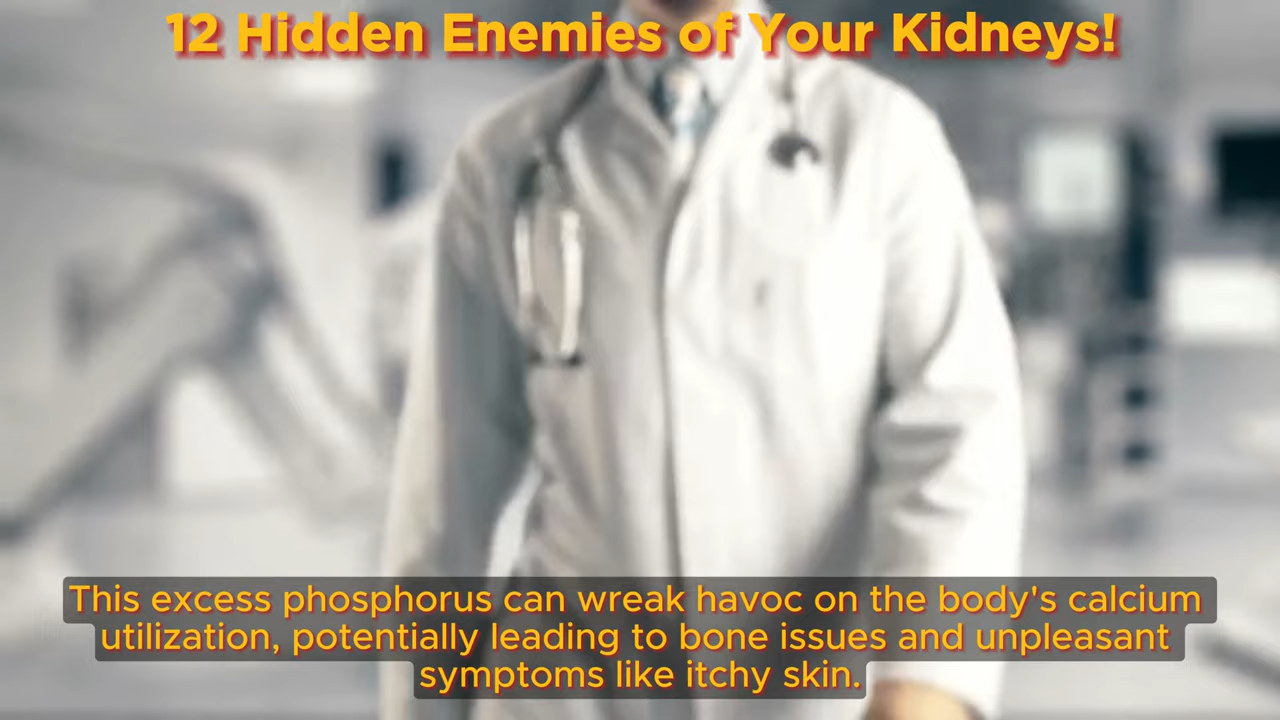 12 Hidden Enemies of Your Kidneys!
This excess phosphorus can wreak havoc on the body's calcium
utilization, potentially leading to bone issues and unpleasant
symptoms like itchy skin.